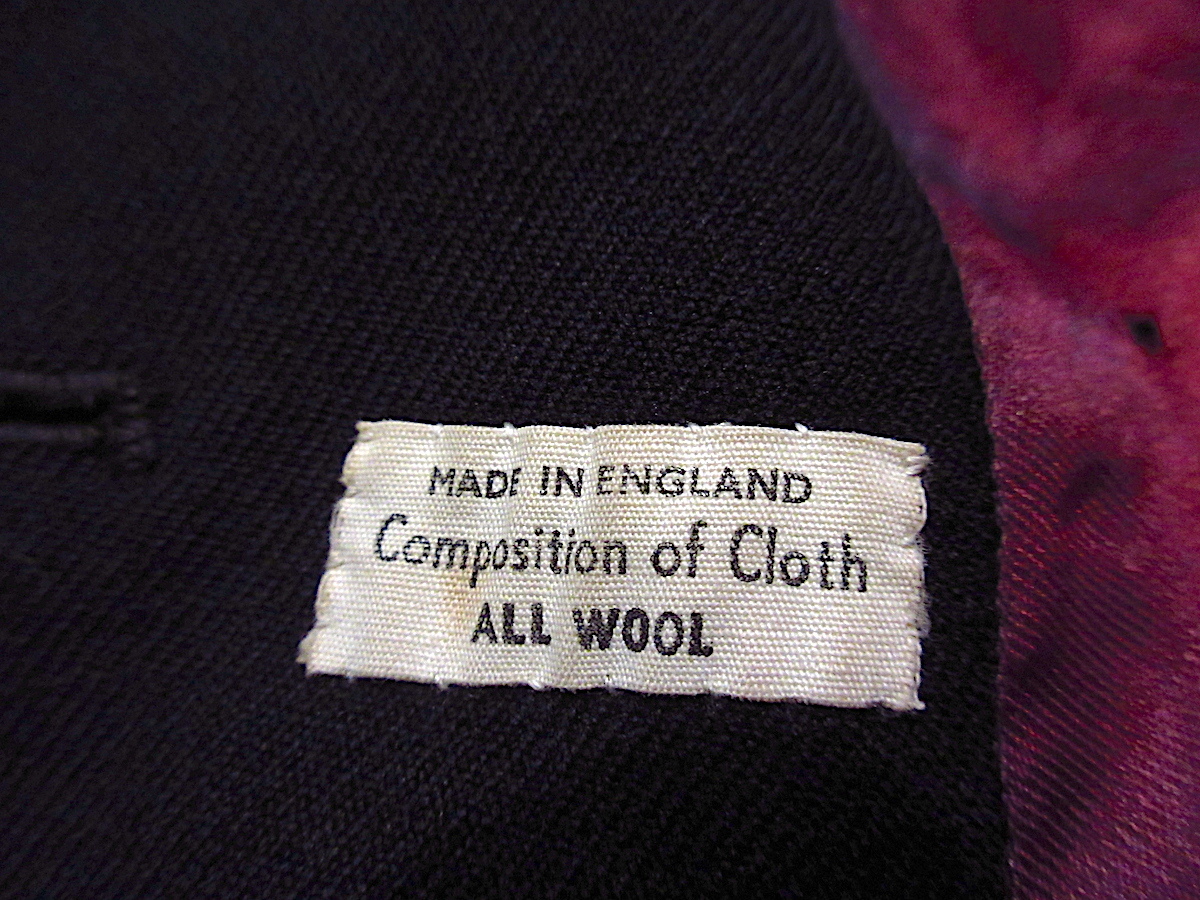 MADE IN ENGLAND
Composition of Cloth
ALL WOOL